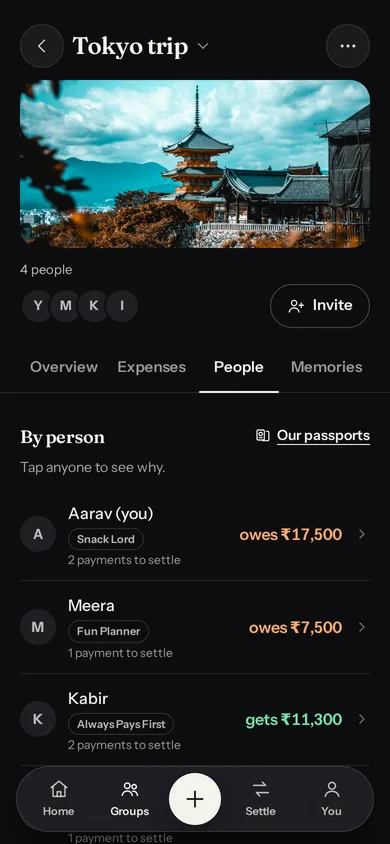 Tokyo trip
4 people
Y M K I
Invite
Overview Expenses People Memories
By person
Our passports
Tap anyone to see why.
A
Aarav (you)
Snack Lord
2 payments to settle
owes ₹17,500
M
Meera
Fun Planner
1 payment to settle
owes ₹7,500
K
Kabir
Always Pays First
2 payments to settle
gets ₹11,300
Home Groups Settle You
1 payment to settle